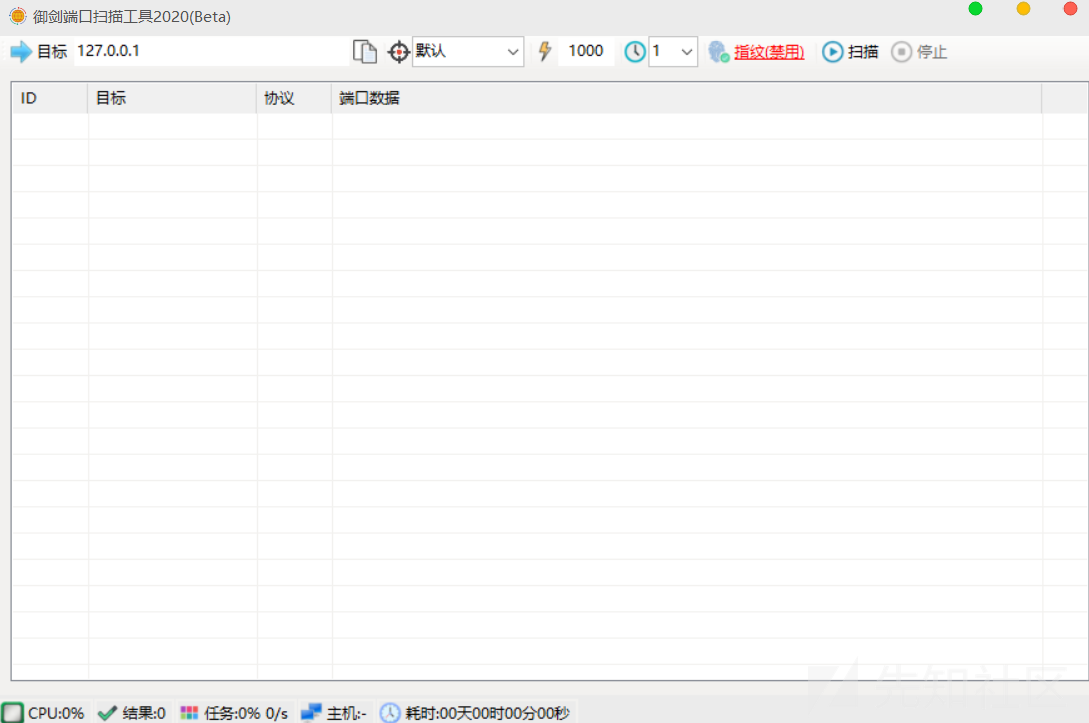 御剑端口扫描工具2020(Beta)
目标 127.0.0.1 默认 1000 1 指纹(禁用) 扫描 停止
ID 目标 协议 端口数据
先知社区
CPU:0% 结果:0 任务:0% 0/s 主机:- 耗时:00天00时00分00秒